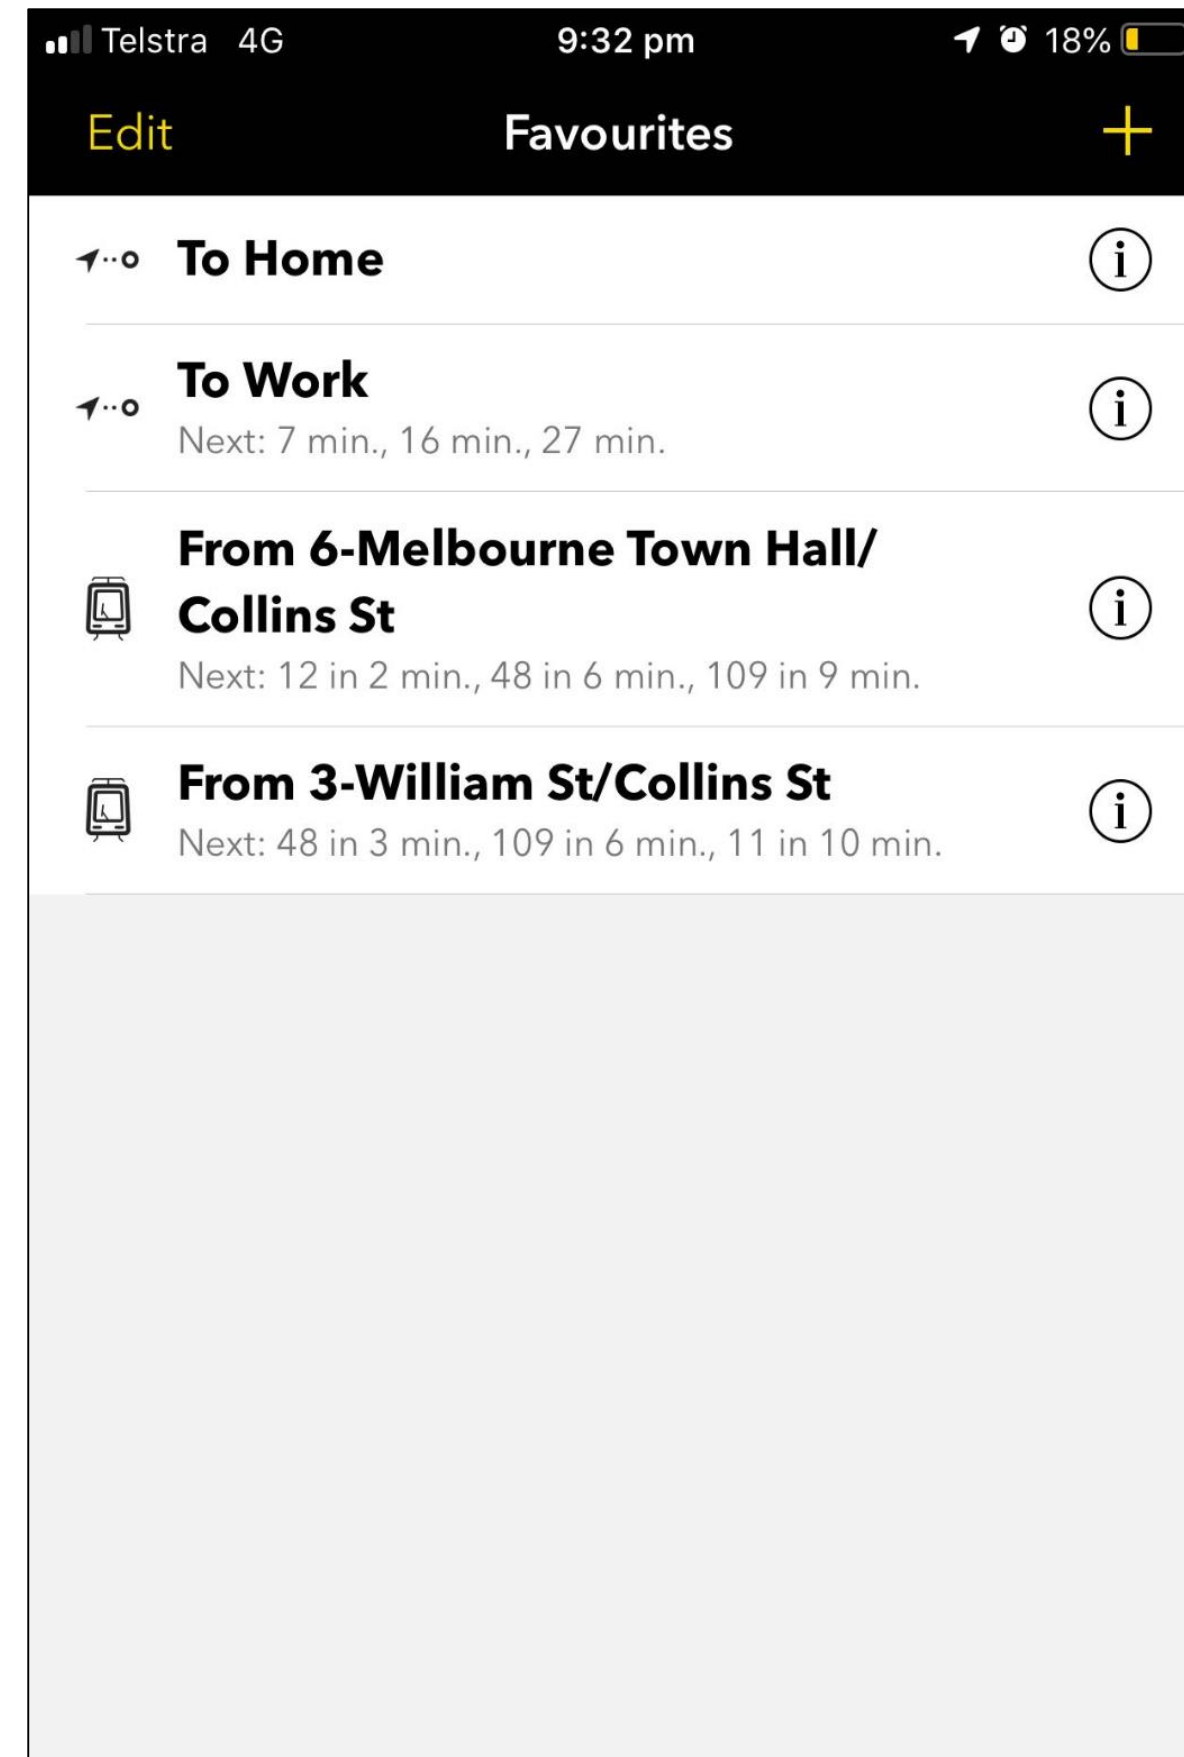 Telstra 4G 9:32 pm 18%
Edit Favourites +
To Home i
To Work i
Next: 7 min., 16 min., 27 min.
From 6-Melbourne Town Hall/
Collins St i
Next: 12 in 2 min., 48 in 6 min., 109 in 9 min.
From 3-William St/Collins St i
Next: 48 in 3 min., 109 in 6 min., 11 in 10 min.